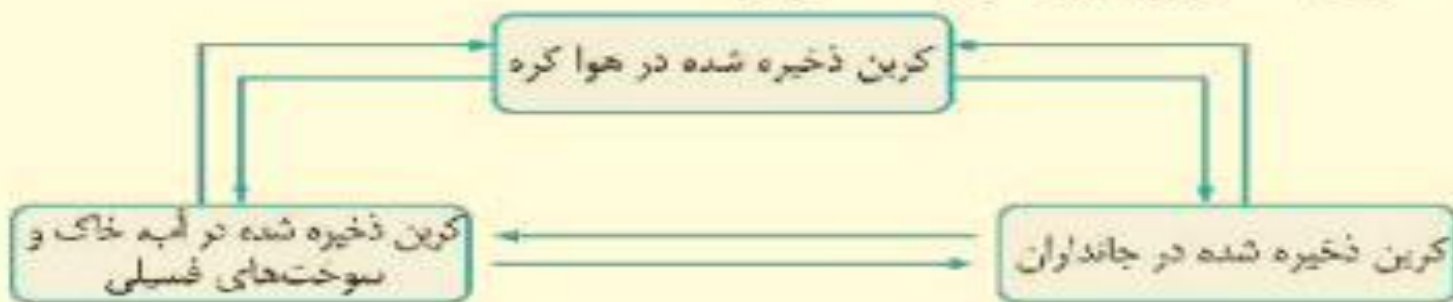 کربن ذخیره شده در هوا کره
کربن ذخیره شده در جانداران
کربن ذخیره شده در آب، خاک و
سوخت‌های فسیلی